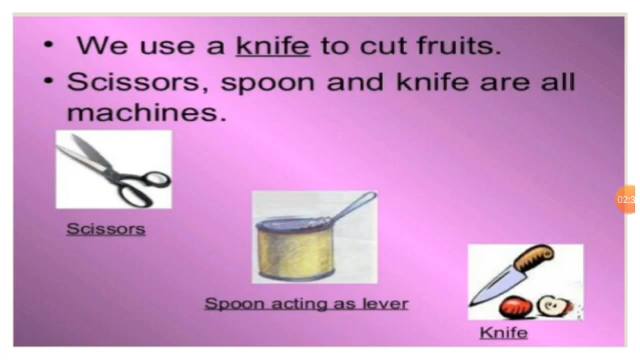 • We use a knife to cut fruits.
• Scissors, spoon and knife are all
machines.
Scissors
Spoon acting as lever
Knife